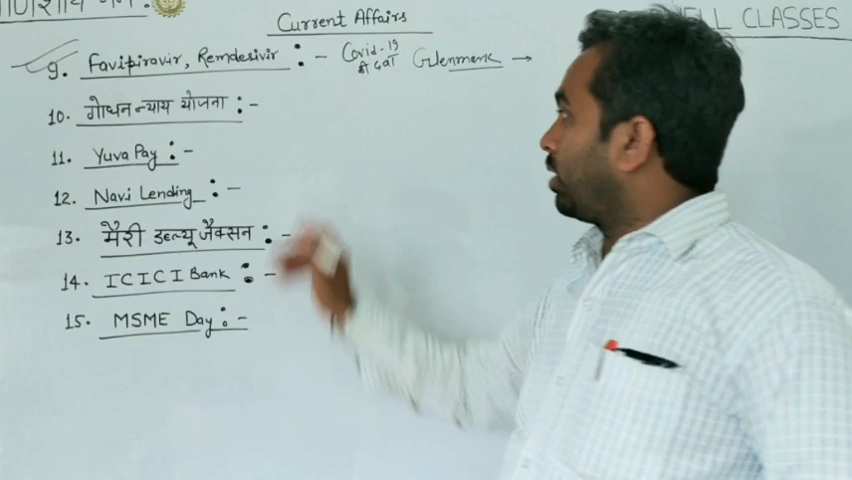 Current Affairs
CLASSES
9. Favipiravir, Remdesivir :- Covid-19 की दवा Glenmark →
10. गोधन न्याय योजना :-
11. Yuva Pay :-
12. Navi Lending :-
13. मैरी डब्ल्यू जैक्सन :-
14. ICICI Bank :-
15. MSME Day :-